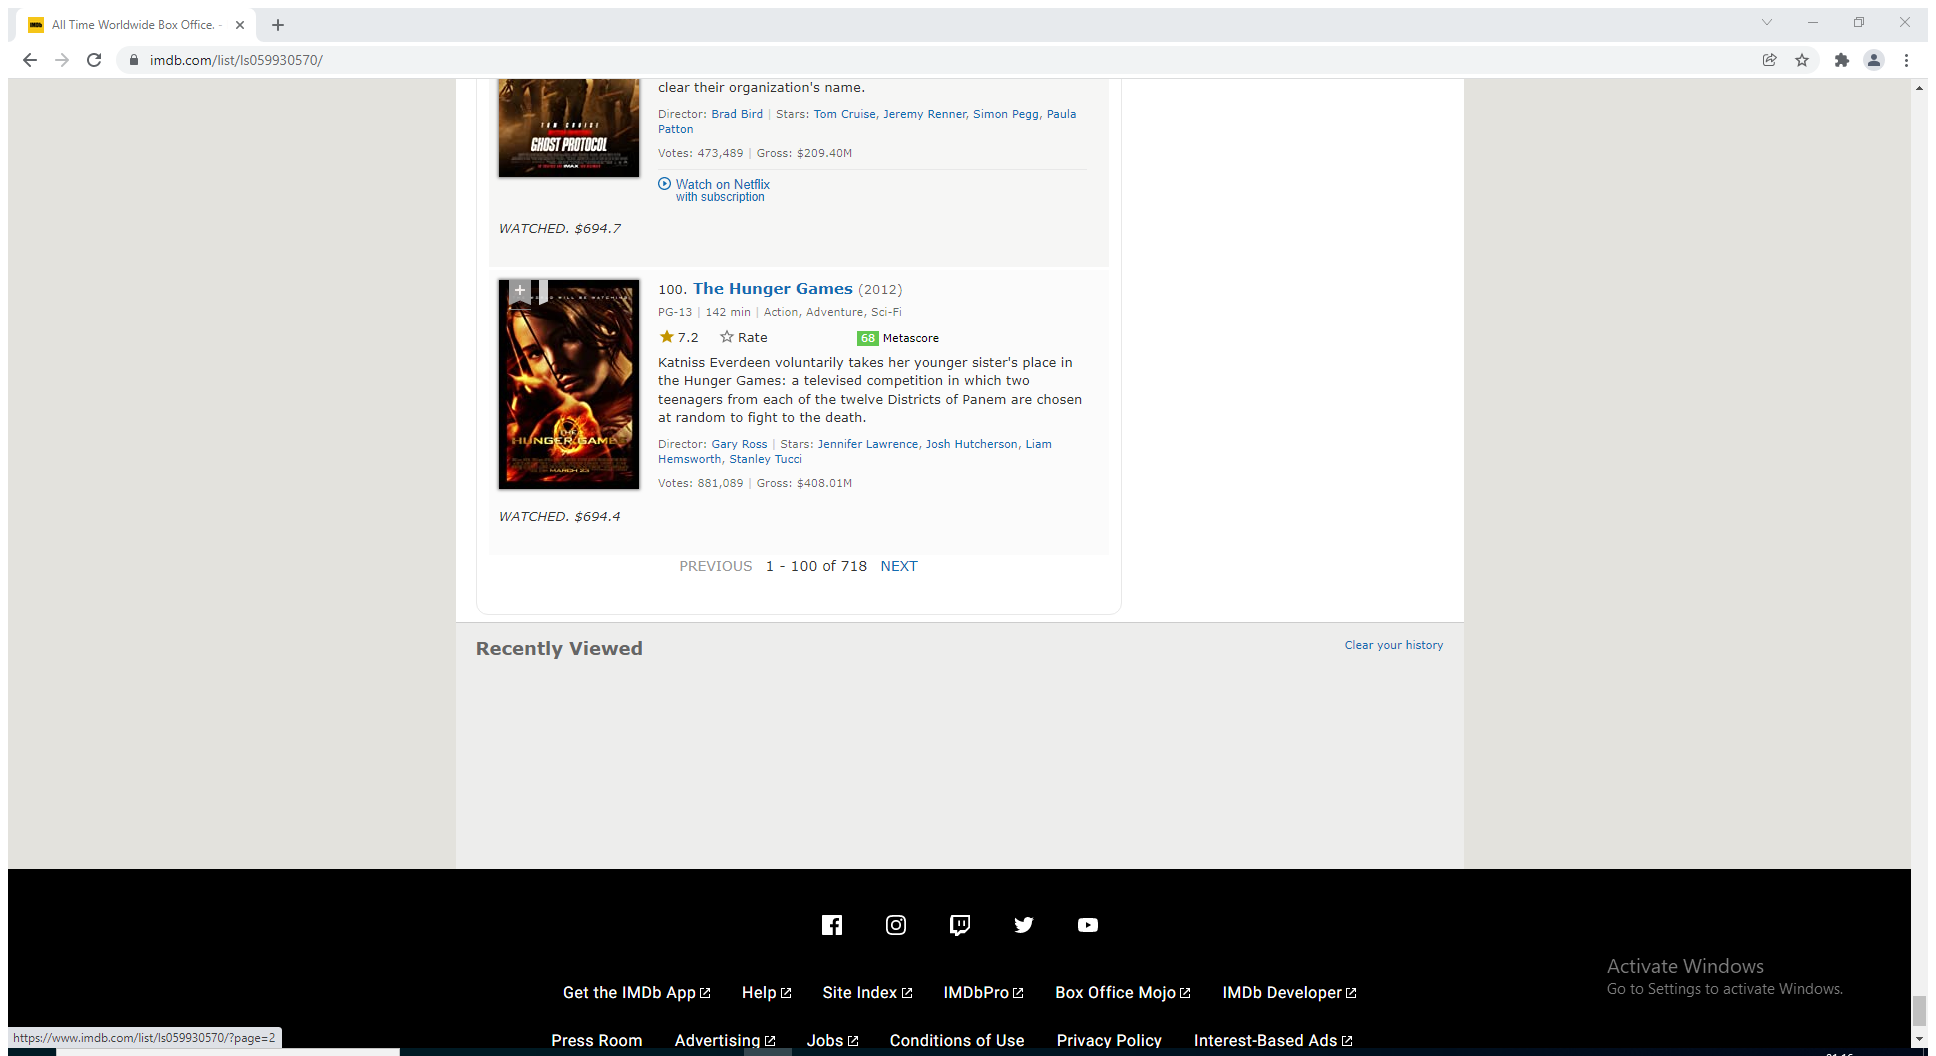 All Time Worldwide Box Office. -
imdb.com/list/ls059930570/
clear their organization's name.
Director: Brad Bird | Stars: Tom Cruise, Jeremy Renner, Simon Pegg, Paula
Patton
Votes: 473,489 | Gross: $209.40M
Watch on Netflix
with subscription
TOM CRUISE
GHOST PROTOCOL
WATCHED. $694.7
100. The Hunger Games (2012)
PG-13 | 142 min | Action, Adventure, Sci-Fi
7.2 Rate 68 Metascore
Katniss Everdeen voluntarily takes her younger sister's place in
the Hunger Games: a televised competition in which two
teenagers from each of the twelve Districts of Panem are chosen
at random to fight to the death.
Director: Gary Ross | Stars: Jennifer Lawrence, Josh Hutcherson, Liam
Hemsworth, Stanley Tucci
Votes: 881,089 | Gross: $408.01M
WILL BE WATCHING
THE
HUNGER GAMES
MARCH 23
WATCHED. $694.4
PREVIOUS 1 - 100 of 718 NEXT
Recently Viewed
Clear your history
Get the IMDb App Help Site Index IMDbPro Box Office Mojo IMDb Developer
Press Room Advertising Jobs Conditions of Use Privacy Policy Interest-Based Ads
Activate Windows
Go to Settings to activate Windows.
https://www.imdb.com/list/ls059930570/?page=2